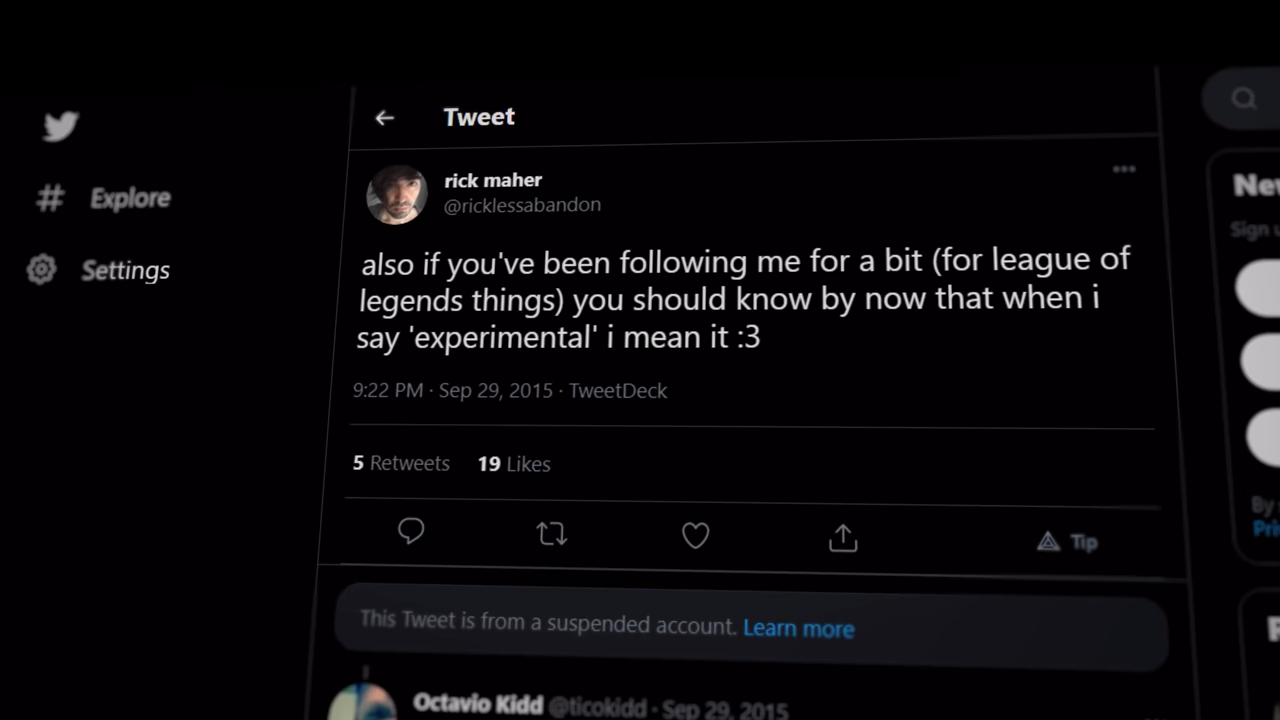 Tweet
Explore
Settings
rick maher
@ricklessabandon
also if you've been following me for a bit (for league of
legends things) you should know by now that when i
say 'experimental' i mean it :3
9:22 PM · Sep 29, 2015 · TweetDeck
5 Retweets 19 Likes
Tip
This Tweet is from a suspended account. Learn more
Octavio Kidd @ticokidd · Sep 29, 2015
Sign
By